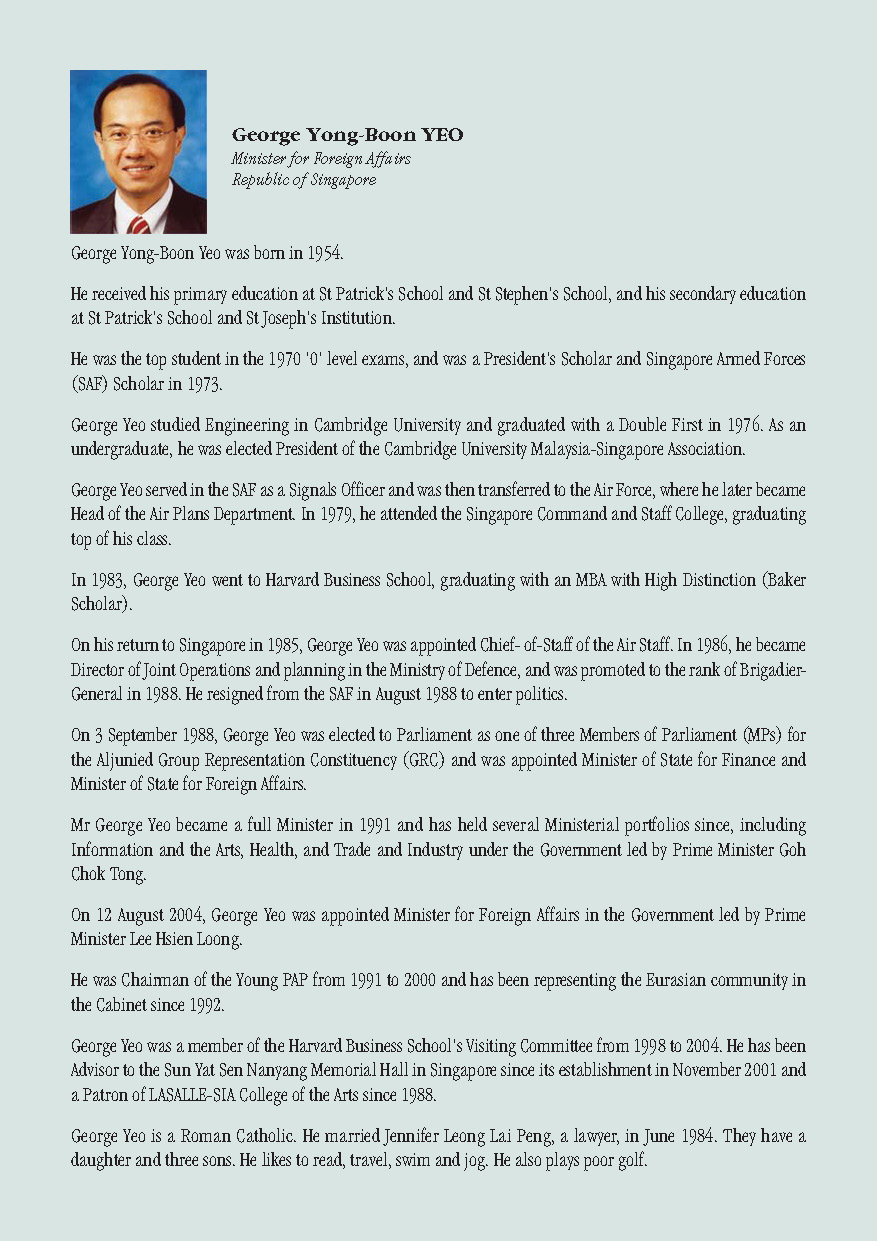 George Yong-Boon YEO
Minister for Foreign Affairs
Republic of Singapore
George Yong-Boon Yeo was born in 1954.
He received his primary education at St Patrick's School and St Stephen's School, and his secondary education
at St Patrick's School and St Joseph's Institution.
He was the top student in the 1970 '0' level exams, and was a President's Scholar and Singapore Armed Forces
(SAF) Scholar in 1973.
George Yeo studied Engineering in Cambridge University and graduated with a Double First in 1976. As an
undergraduate, he was elected President of the Cambridge University Malaysia-Singapore Association.
George Yeo served in the SAF as a Signals Officer and was then transferred to the Air Force, where he later became
Head of the Air Plans Department. In 1979, he attended the Singapore Command and Staff College, graduating
top of his class.
In 1983, George Yeo went to Harvard Business School, graduating with an MBA with High Distinction (Baker
Scholar).
On his return to Singapore in 1985, George Yeo was appointed Chief- of-Staff of the Air Staff. In 1986, he became
Director of Joint Operations and planning in the Ministry of Defence, and was promoted to the rank of Brigadier-
General in 1988. He resigned from the SAF in August 1988 to enter politics.
On 3 September 1988, George Yeo was elected to Parliament as one of three Members of Parliament (MPs) for
the Aljunied Group Representation Constituency (GRC) and was appointed Minister of State for Finance and
Minister of State for Foreign Affairs.
Mr George Yeo became a full Minister in 1991 and has held several Ministerial portfolios since, including
Information and the Arts, Health, and Trade and Industry under the Government led by Prime Minister Goh
Chok Tong.
On 12 August 2004, George Yeo was appointed Minister for Foreign Affairs in the Government led by Prime
Minister Lee Hsien Loong.
He was Chairman of the Young PAP from 1991 to 2000 and has been representing the Eurasian community in
the Cabinet since 1992.
George Yeo was a member of the Harvard Business School's Visiting Committee from 1998 to 2004. He has been
Advisor to the Sun Yat Sen Nanyang Memorial Hall in Singapore since its establishment in November 2001 and
a Patron of LASALLE-SIA College of the Arts since 1988.
George Yeo is a Roman Catholic. He married Jennifer Leong Lai Peng, a lawyer, in June 1984. They have a
daughter and three sons. He likes to read, travel, swim and jog. He also plays poor golf.